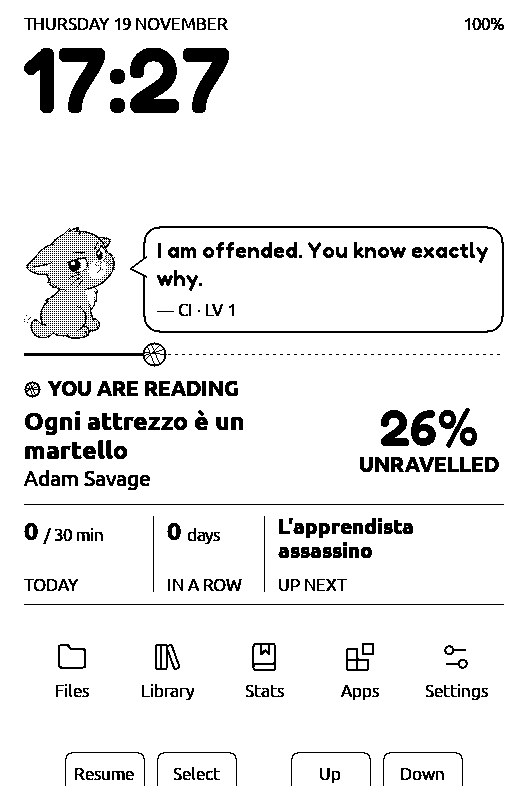 THURSDAY 19 NOVEMBER
100%
17:27
I am offended. You know exactly
why.
— CI · LV 1
YOU ARE READING
Ogni attrezzo è un
martello
Adam Savage
26%
UNRAVELLED
0 / 30 min
TODAY
0 days
IN A ROW
L'apprendista
assassino
UP NEXT
Files
Library
Stats
Apps
Settings
Resume
Select
Up
Down